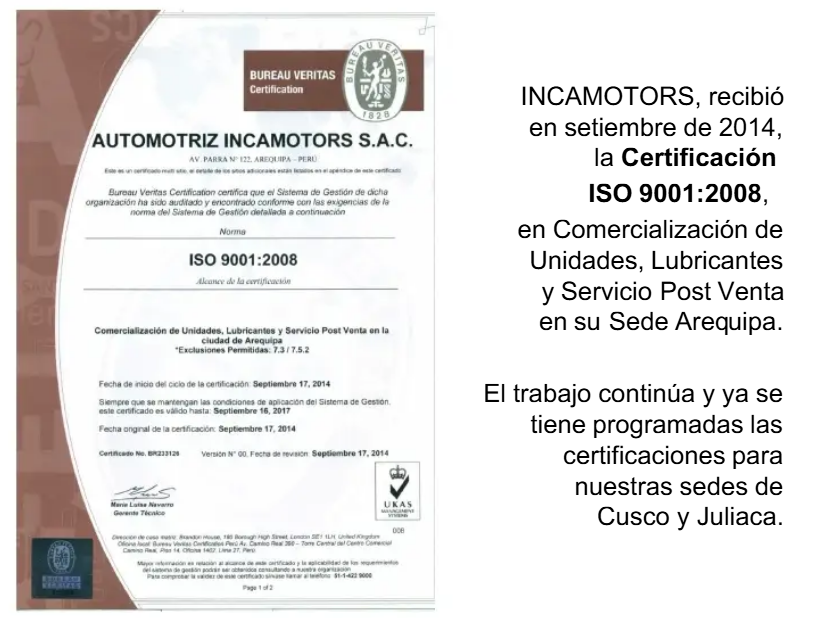 BUREAU VERITAS
Certification
BUREAU VERITAS
1828
AUTOMOTRIZ INCAMOTORS S.A.C.
AV. PARRA N° 122, AREQUIPA – PERÚ
Este es un certificado multi sitio, el detalle de los sitios adicionales están listados en el apéndice de este certificado
Bureau Veritas Certification certifica que el Sistema de Gestión de dicha
organización ha sido auditado y encontrado conforme con las exigencias de la
norma del Sistema de Gestión detallada a continuación
Norma
ISO 9001:2008
Alcance de la certificación
Comercialización de Unidades, Lubricantes y Servicio Post Venta en la
ciudad de Arequipa
*Exclusiones Permitidas: 7.3 / 7.5.2
Fecha de inicio del ciclo de la certificación: Septiembre 17, 2014
Siempre que se mantengan las condiciones de aplicación del Sistema de Gestión,
este certificado es válido hasta: Septiembre 16, 2017
Fecha original de la certificación: Septiembre 17, 2014
Certificado No. BR233126 Versión N° 00, Fecha de revisión: Septiembre 17, 2014
Maria Luisa Navarro
Gerente Técnico
UKAS
MANAGEMENT
SYSTEMS
008
Dirección de casa matriz: Brandon House, 180 Borough High Street, London SE1 1LH, United Kingdom
Oficina local: Bureau Veritas Certification Perú Av. Camino Real 390 – Torre Central del Centro Comercial
Camino Real, Piso 14, Oficina 1402, Lima 27, Perú
Mayor información en relación al alcance de este certificado y la aplicabilidad de los requerimientos
del sistema de gestión podrán ser obtenidos consultando a nuestra organización
Para comprobar la validez de este certificado sírvase llamar al teléfono 51-1-422 9000
Page 1 of 2
BUREAU
VERITAS
INCAMOTORS, recibió
en setiembre de 2014,
la Certificación
ISO 9001:2008,
en Comercialización de
Unidades, Lubricantes
y Servicio Post Venta
en su Sede Arequipa.
El trabajo continúa y ya se
tiene programadas las
certificaciones para
nuestras sedes de
Cusco y Juliaca.